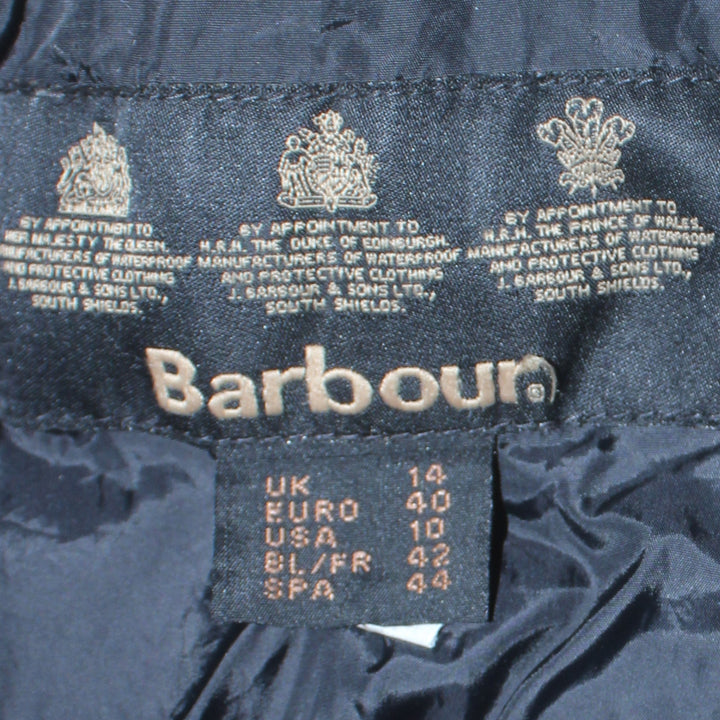 BY APPOINTMENT TO
HER MAJESTY THE QUEEN
MANUFACTURERS OF WATERPROOF
AND PROTECTIVE CLOTHING
J. BARBOUR & SONS LTD.,
SOUTH SHIELDS.
BY APPOINTMENT TO
H.R.H. THE DUKE OF EDINBURGH.
MANUFACTURERS OF WATERPROOF
AND PROTECTIVE CLOTHING
J. BARBOUR & SONS LTD.,
SOUTH SHIELDS.
BY APPOINTMENT TO
H.R.H. THE PRINCE OF WALES.
MANUFACTURERS OF WATERPROOF
AND PROTECTIVE CLOTHING
J. BARBOUR & SONS LTD.,
SOUTH SHIELDS.
Barbour®
UK 14
EURO 40
USA 10
BL/FR 42
SPA 44